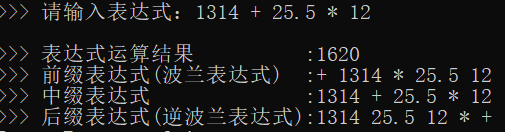 >>> 请输入表达式：1314 + 25.5 * 12
>>> 表达式运算结果          :1620
>>> 前缀表达式(波兰表达式)  :+ 1314 * 25.5 12
>>> 中缀表达式              :1314 + 25.5 * 12
>>> 后缀表达式(逆波兰表达式):1314 25.5 12 * +